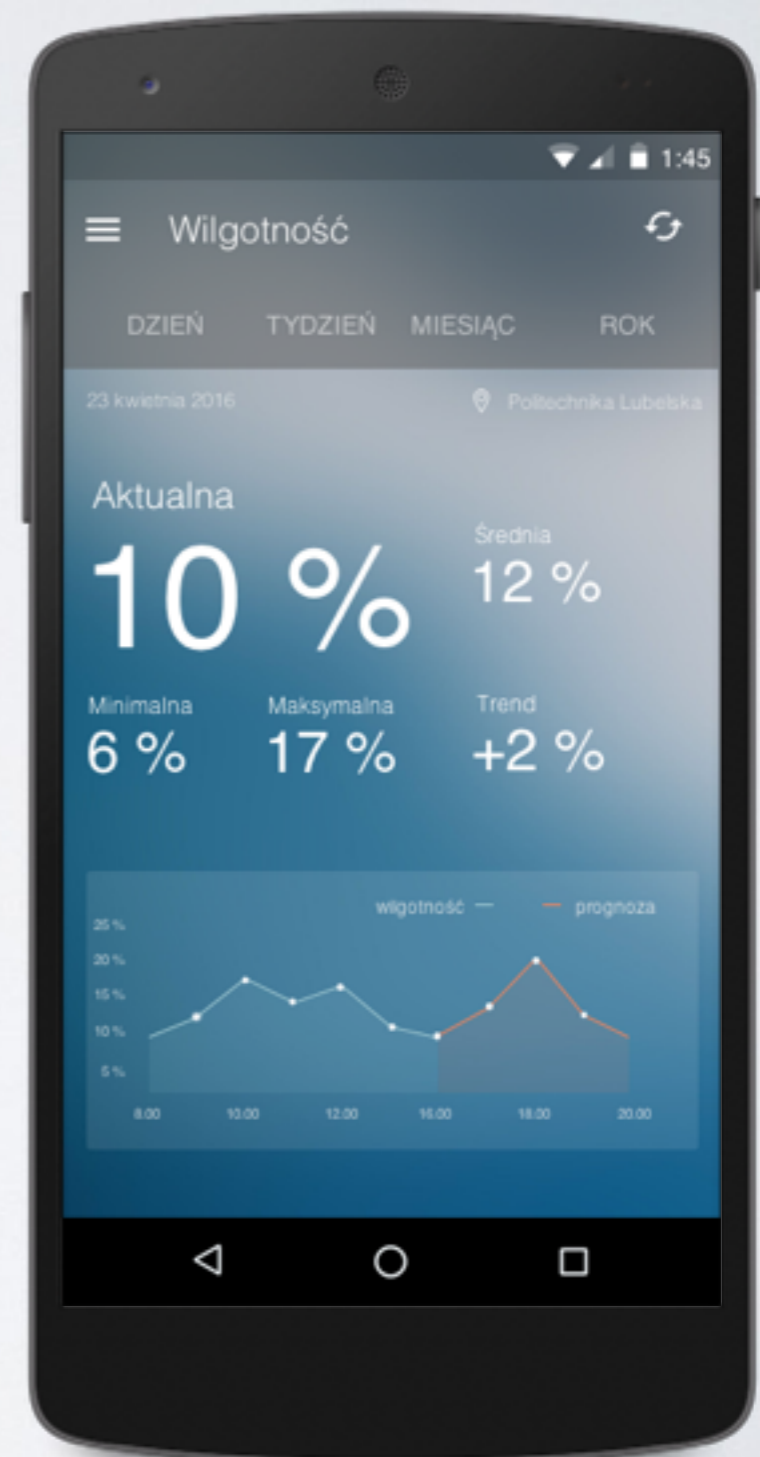 1:45
Wilgotność
DZIEŃ TYDZIEŃ MIESIĄC ROK
23 kwietnia 2016 Politechnika Lubelska
Aktualna
10 %
Średnia
12 %
Minimalna Maksymalna Trend
6 % 17 % +2 %
wilgotność prognoza
25 %
20 %
15 %
10 %
5 %
8.00 10.00 12.00 16.00 18.00 20.00